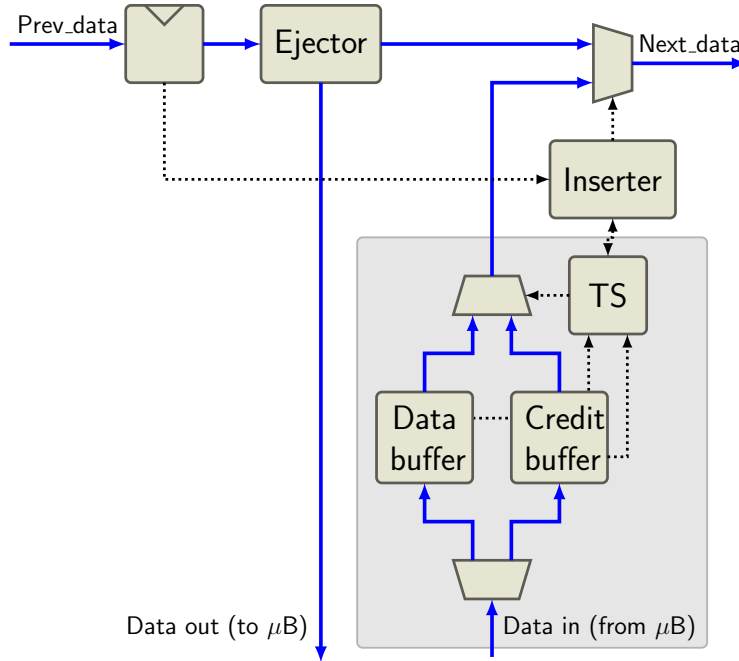 Prev_data
Ejector
Next_data
Inserter
TS
Data
buffer
Credit
buffer
Data out (to μB)
Data in (from μB)